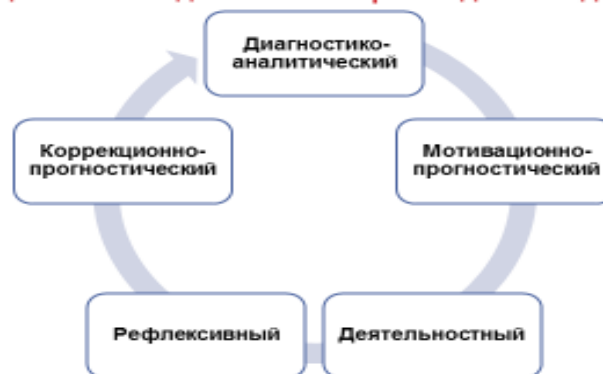 Диагностико-
аналитический
Мотивационно-
прогностический
Деятельностный
Рефлексивный
Коррекционно-
прогностический